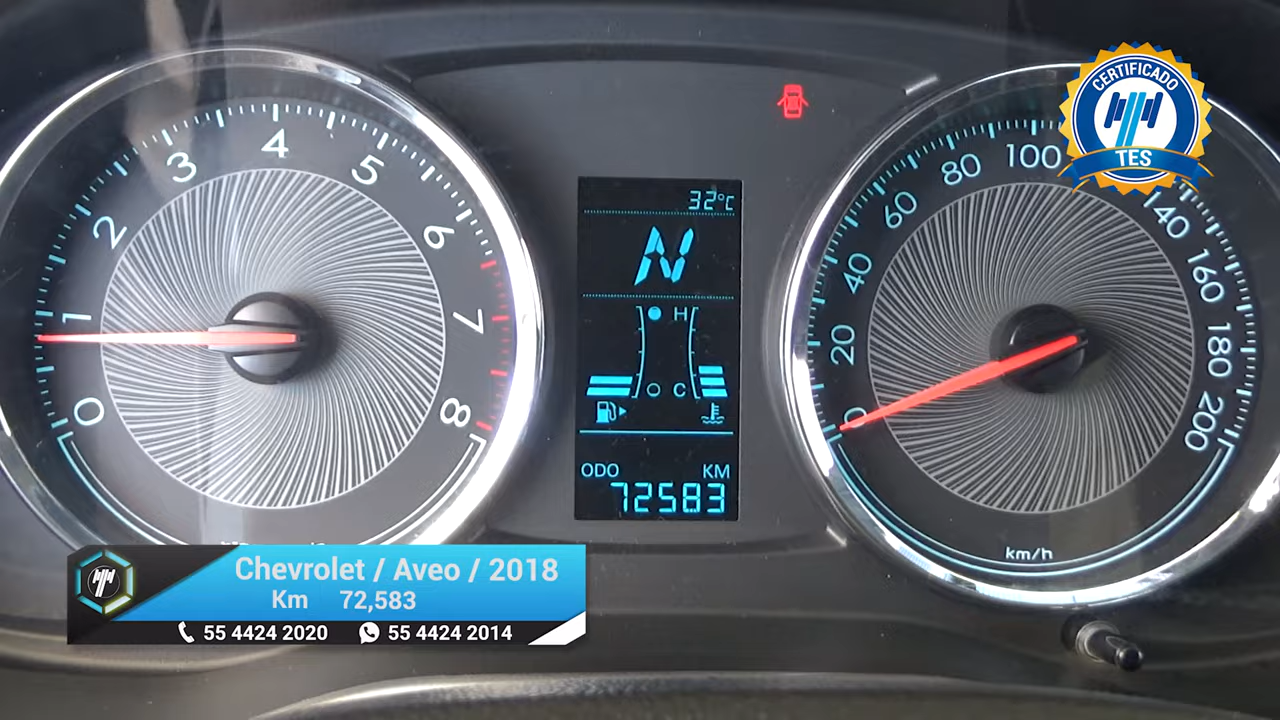 0
1
2
3
4
5
6
7
8
32°C
N
H
C
ODO KM
72583
0
20
40
60
80
100
140
160
180
200
km/h
CERTIFICADO
TES
Chevrolet / Aveo / 2018
Km 72,583
55 4424 2020 55 4424 2014